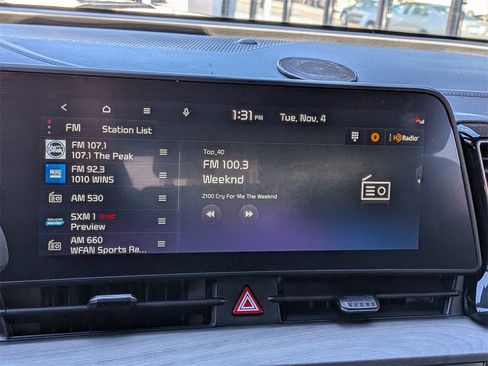 1:31 PM
Tue, Nov. 4
FM
Station List
HD Radio
FM 107.1
107.1 The Peak
FM 92.3
1010 WINS
AM 530
SXM 1
Preview
AM 660
WFAN Sports Ra...
Top_40
FM 100.3
Weeknd
Z100 Cry For Me The Weeknd